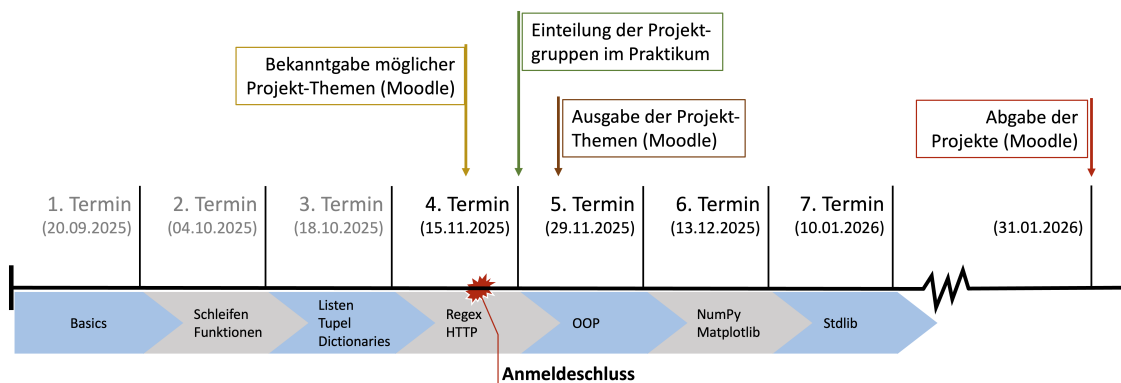 Einteilung der Projekt-
gruppen im Praktikum
Bekanntgabe möglicher
Projekt-Themen (Moodle)
Ausgabe der Projekt-
Themen (Moodle)
Abgabe der
Projekte (Moodle)
1. Termin
(20.09.2025)
2. Termin
(04.10.2025)
3. Termin
(18.10.2025)
4. Termin
(15.11.2025)
5. Termin
(29.11.2025)
6. Termin
(13.12.2025)
7. Termin
(10.01.2026)
(31.01.2026)
Basics
Schleifen
Funktionen
Listen
Tupel
Dictionaries
Regex
HTTP
OOP
NumPy
Matplotlib
Stdlib
Anmeldeschluss